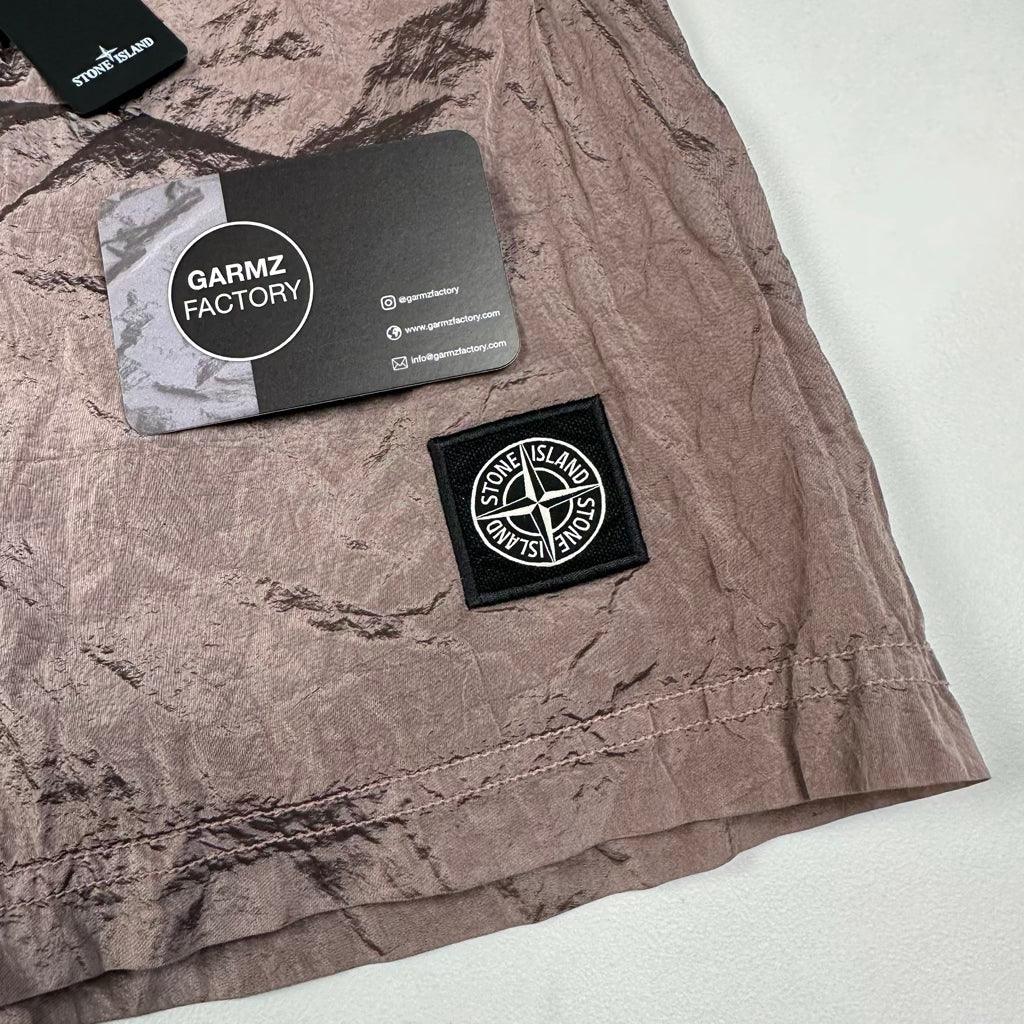 STONE ISLAND
GARMZ
FACTORY
@garmzfactory
www.garmzfactory.com
info@garmzfactory.com
STONE ISLAND
STONE ISLAND